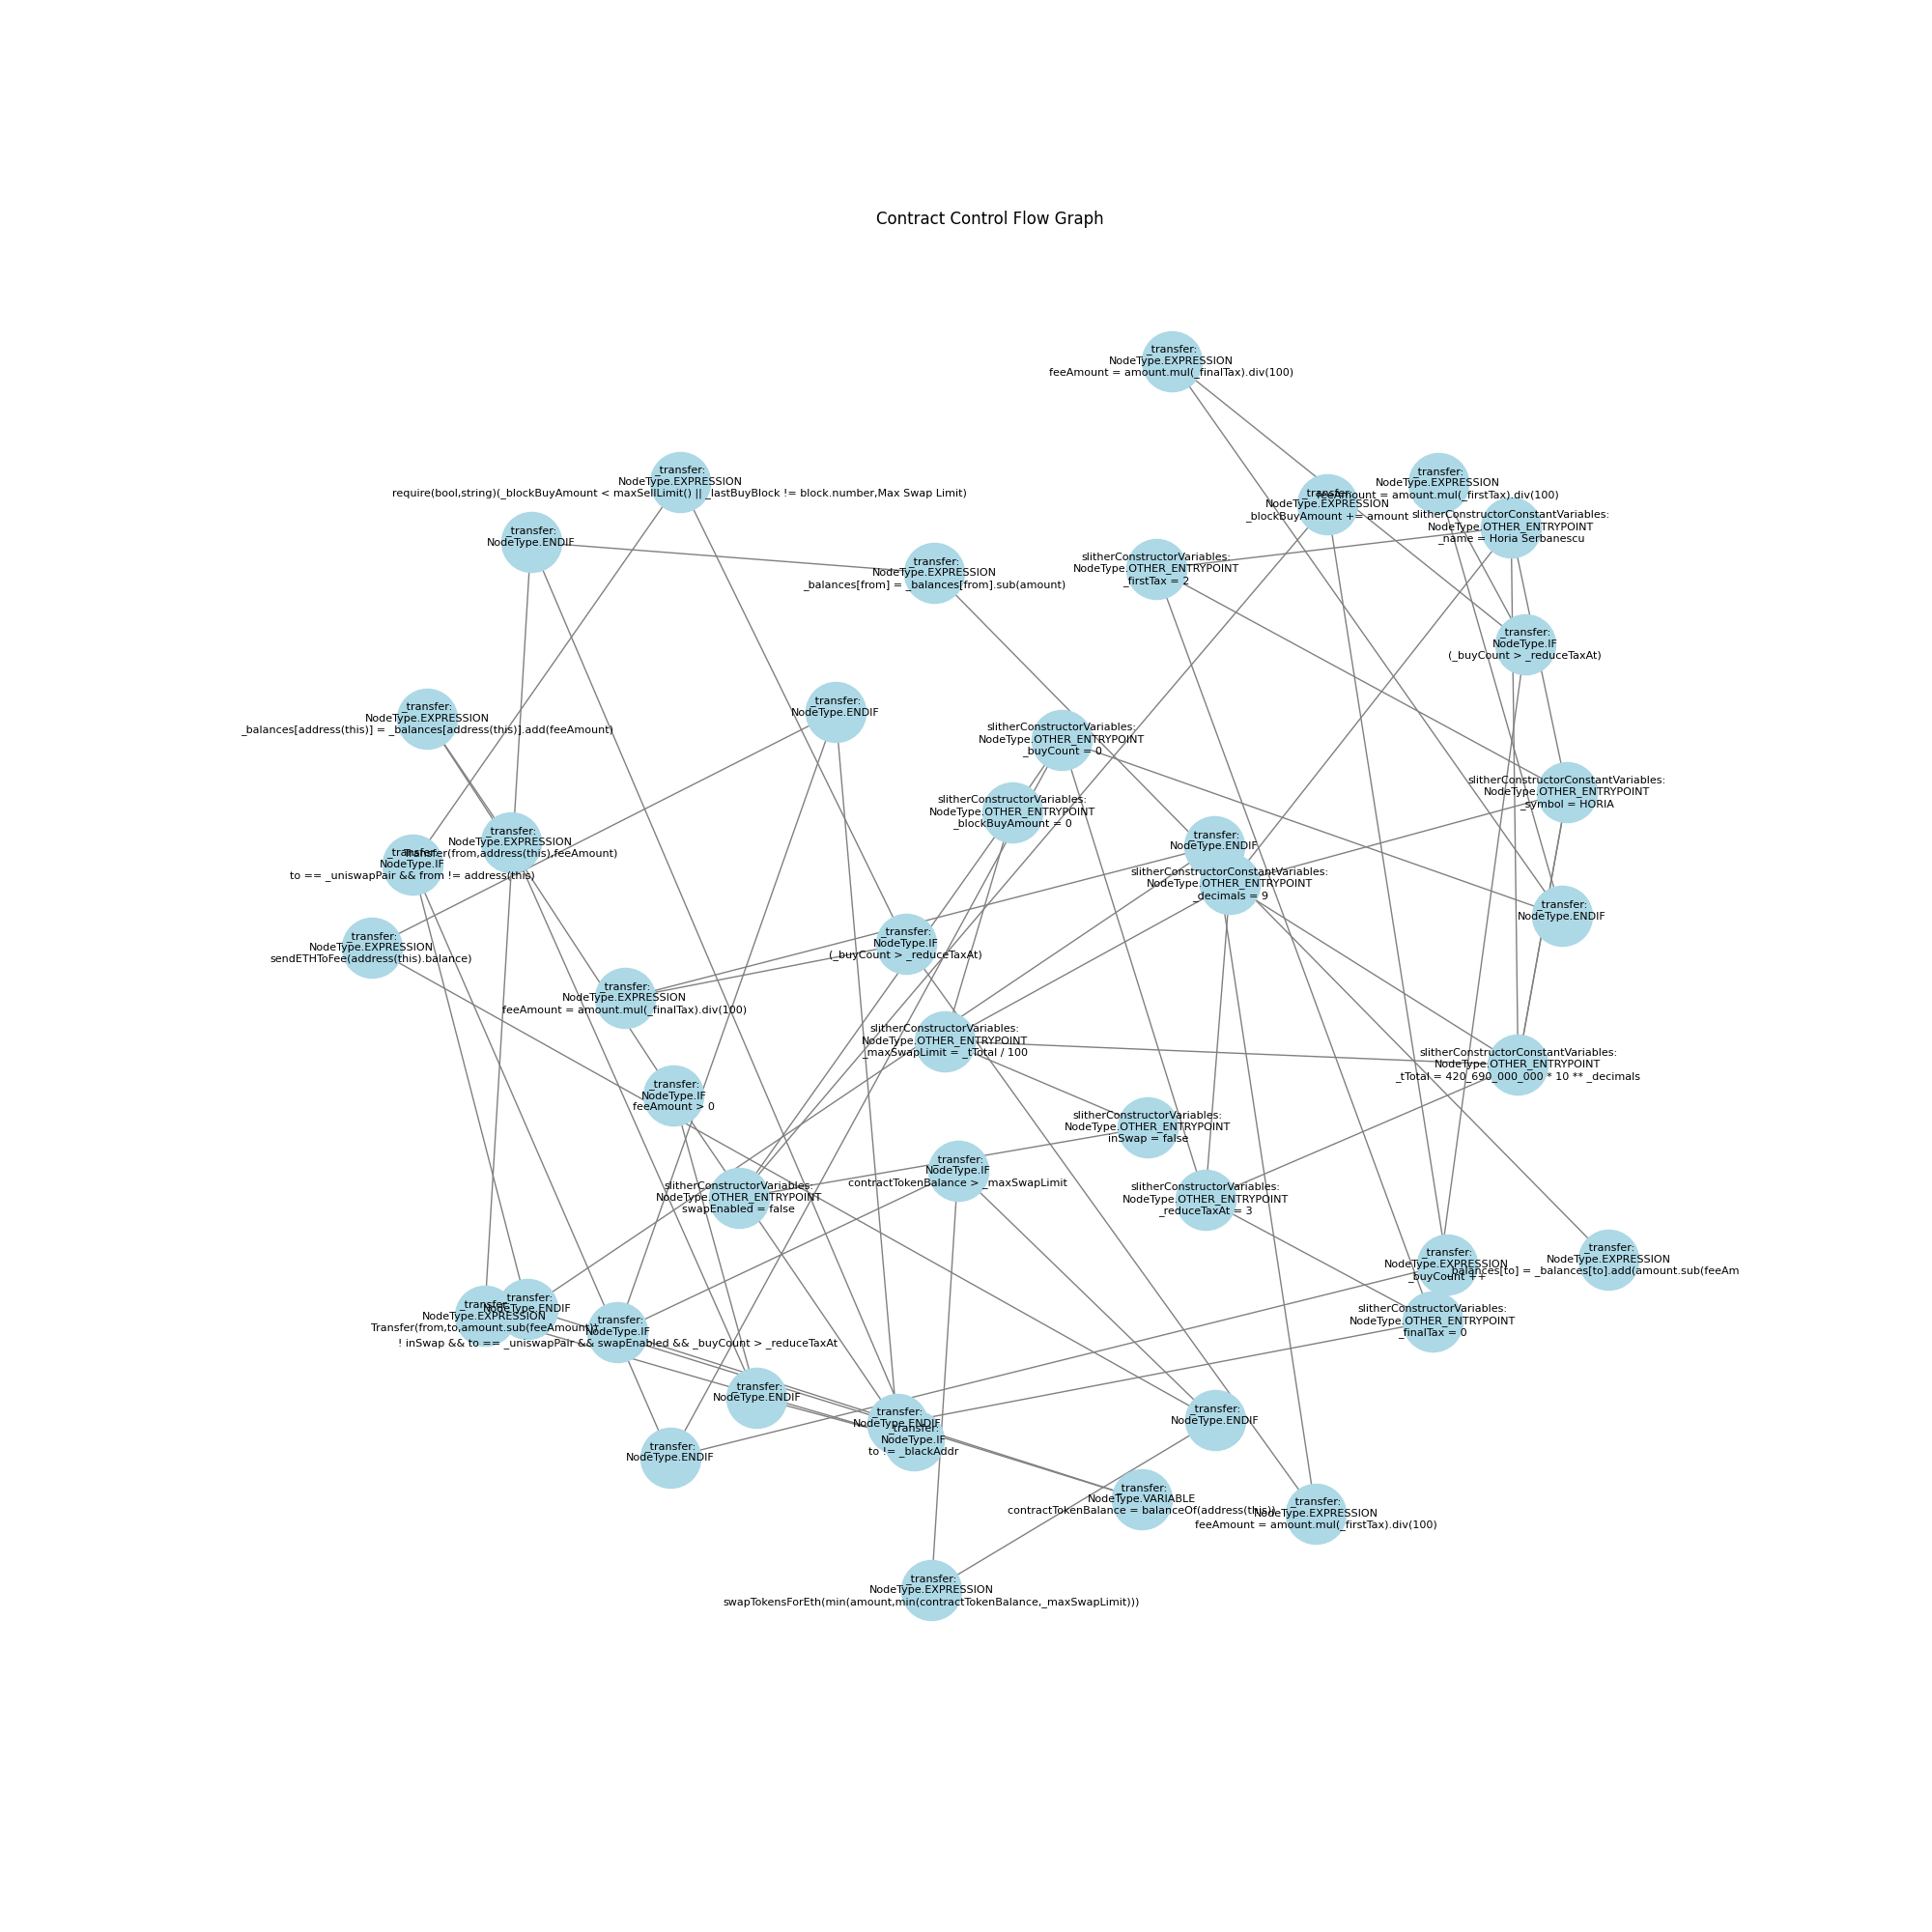 Contract Control Flow Graph
_transfer:
NodeType.EXPRESSION
feeAmount = amount.mul(_finalTax).div(100)
_transfer:
NodeType.EXPRESSION
require(bool,string)(_blockBuyAmount < maxSellLimit() || _lastBuyBlock != block.number,Max Swap Limit)
_transfer:
NodeType.EXPRESSION
feeAmount = amount.mul(_firstTax).div(100)
_transfer:
NodeType.EXPRESSION
_blockBuyAmount += amount
slitherConstructorConstantVariables:
NodeType.OTHER_ENTRYPOINT
_name = Horia Serbanescu
_transfer:
NodeType.ENDIF
_transfer:
NodeType.EXPRESSION
_balances[from] = _balances[from].sub(amount)
slitherConstructorVariables:
NodeType.OTHER_ENTRYPOINT
_firstTax = 2
_transfer:
NodeType.IF
(_buyCount > _reduceTaxAt)
_transfer:
NodeType.EXPRESSION
_balances[address(this)] = _balances[address(this)].add(feeAmount)
_transfer:
NodeType.ENDIF
slitherConstructorVariables:
NodeType.OTHER_ENTRYPOINT
_buyCount = 0
slitherConstructorVariables:
NodeType.OTHER_ENTRYPOINT
_blockBuyAmount = 0
slitherConstructorConstantVariables:
NodeType.OTHER_ENTRYPOINT
_symbol = HORIA
_transfer:
NodeType.EXPRESSION
Transfer(from,address(this),feeAmount)
_transfer:
NodeType.IF
to == _uniswapPair && from != address(this)
_transfer:
NodeType.ENDIF
slitherConstructorConstantVariables:
NodeType.OTHER_ENTRYPOINT
_decimals = 9
_transfer:
NodeType.ENDIF
_transfer:
NodeType.EXPRESSION
sendETHToFee(address(this).balance)
_transfer:
NodeType.IF
(_buyCount > _reduceTaxAt)
_transfer:
NodeType.EXPRESSION
feeAmount = amount.mul(_finalTax).div(100)
slitherConstructorVariables:
NodeType.OTHER_ENTRYPOINT
_maxSwapLimit = _tTotal / 100
slitherConstructorConstantVariables:
NodeType.OTHER_ENTRYPOINT
_tTotal = 420_690_000_000 * 10 ** _decimals
_transfer:
NodeType.IF
feeAmount > 0
slitherConstructorVariables:
NodeType.OTHER_ENTRYPOINT
inSwap = false
_transfer:
NodeType.IF
contractTokenBalance > _maxSwapLimit
slitherConstructorVariables:
NodeType.OTHER_ENTRYPOINT
swapEnabled = false
slitherConstructorVariables:
NodeType.OTHER_ENTRYPOINT
_reduceTaxAt = 3
_transfer:
NodeType.EXPRESSION
_buyCount ++
_transfer:
NodeType.EXPRESSION
_balances[to] = _balances[to].add(amount.sub(feeAm
_transfer:
NodeType.EXPRESSION
Transfer(from,to,amount.sub(feeAmount))
_transfer:
NodeType.ENDIF
_transfer:
NodeType.IF
! inSwap && to == _uniswapPair && swapEnabled && _buyCount > _reduceTaxAt
slitherConstructorVariables:
NodeType.OTHER_ENTRYPOINT
_finalTax = 0
_transfer:
NodeType.ENDIF
_transfer:
NodeType.ENDIF
_transfer:
NodeType.IF
to != _blackAddr
_transfer:
NodeType.ENDIF
_transfer:
NodeType.ENDIF
_transfer:
NodeType.VARIABLE
contractTokenBalance = balanceOf(address(this))
_transfer:
NodeType.EXPRESSION
feeAmount = amount.mul(_firstTax).div(100)
_transfer:
NodeType.EXPRESSION
swapTokensForEth(min(amount,min(contractTokenBalance,_maxSwapLimit)))